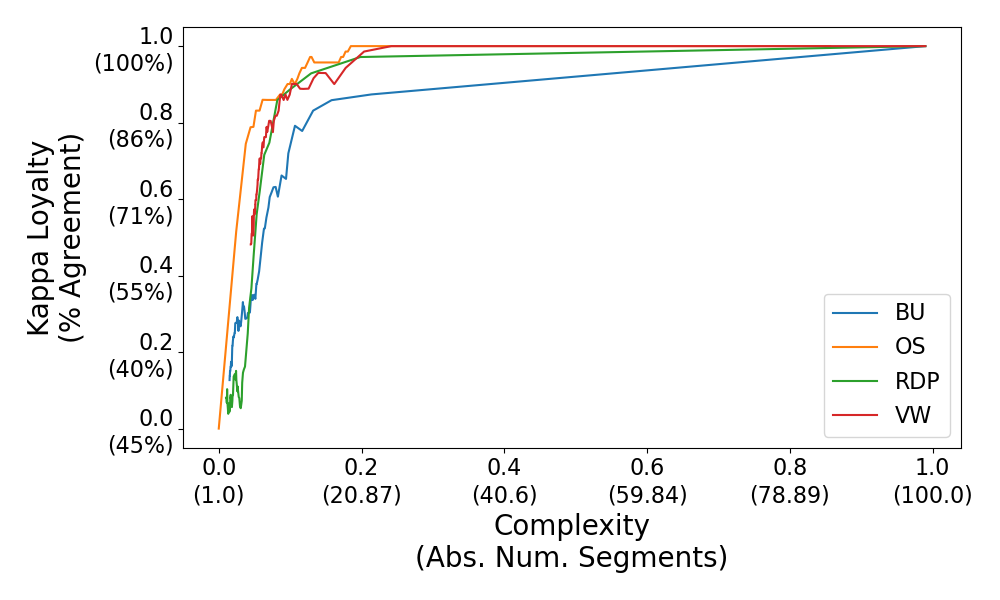 1.0
(100%)
0.8
(86%)
0.6
(71%)
0.4
(55%)
0.2
(40%)
0.0
(45%)
Kappa Loyalty
(% Agreement)
BU
OS
RDP
VW
0.0 0.2 0.4 0.6 0.8 1.0
(1.0) (20.87) (40.6) (59.84) (78.89) (100.0)
Complexity
(Abs. Num. Segments)